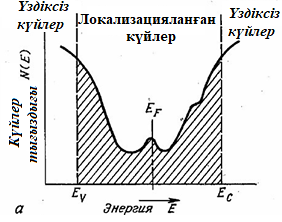 Үздіксіз
күйлер
Локализацияланған
күйлер
Үздіксіз
күйлер
Күйлер
тығыздығы
N(E)
E_F
E_V
Энергия E
E_C
а